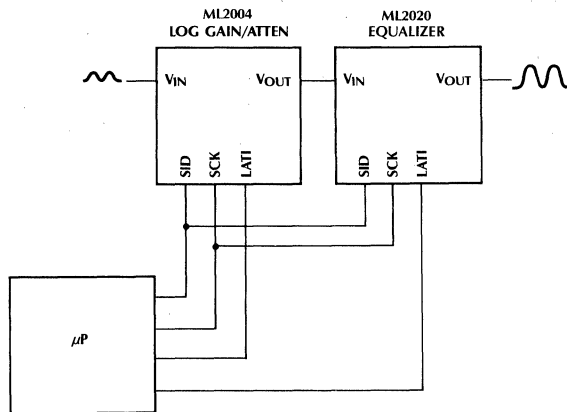 ML2004
LOG GAIN/ATTEN
ML2020
EQUALIZER
VIN
VOUT
VIN
VOUT
SID
SCK
LATI
SID
SCK
LATI
μP